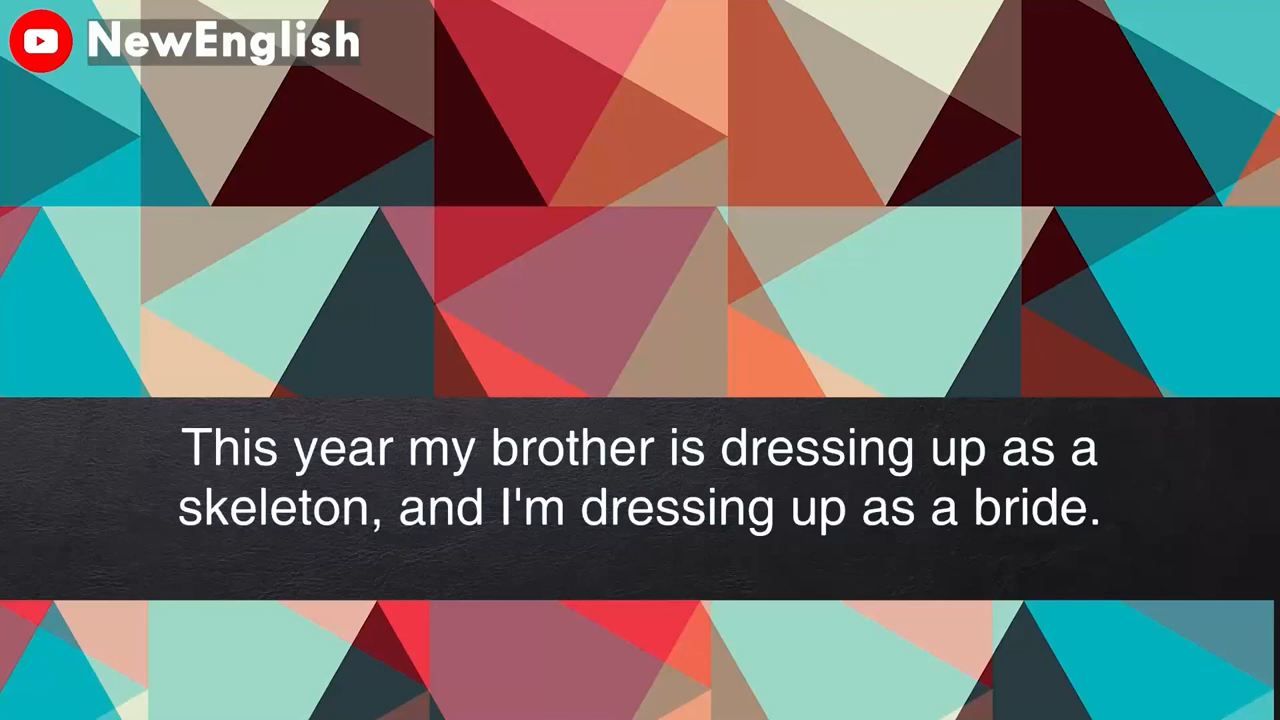 NewEnglish
This year my brother is dressing up as a
skeleton, and I'm dressing up as a bride.